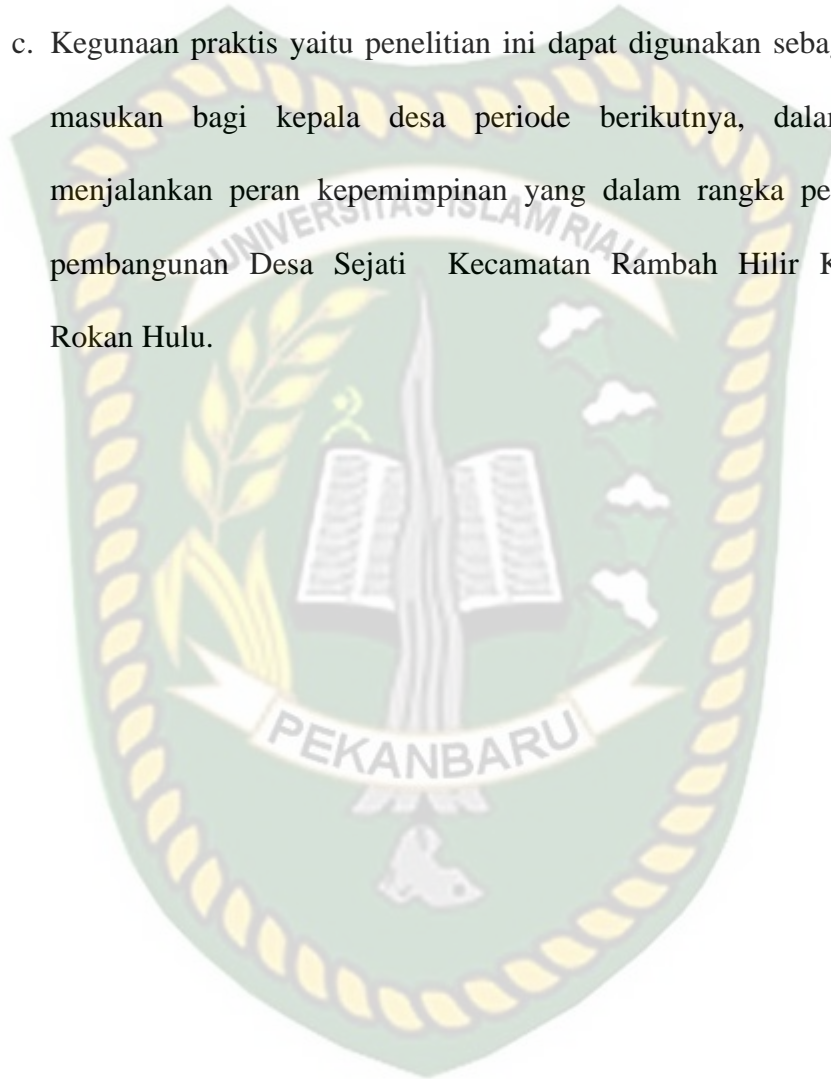 c. Kegunaan praktis yaitu penelitian ini dapat digunakan sebag
masukan bagi kepala desa periode berikutnya, dalar
menjalankan peran kepemimpinan yang dalam rangka pe
pembangunan Desa Sejati Kecamatan Rambah Hilir K
Rokan Hulu.
UNIVERSITAS ISLAM RIAU
PEKANBARU